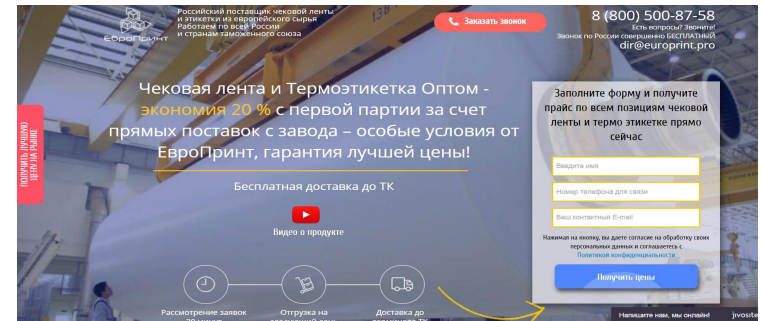 Российский поставщик чековой ленты
и этикетки из европейского сырья
Работаем по всей России
и странам таможенного союза
ЕвроПринт
Заказать звонок
8 (800) 500-87-58
Есть вопросы? Звоните!
Звонок по России совершенно БЕСПЛАТНЫЙ
dir@europrint.pro
ПОЛУЧИТЬ ЛУЧШУЮ
ЦЕНУ НА РЫНКЕ
Чековая лента и Термоэтикетка Оптом -
экономия 20 % с первой партии за счет
прямых поставок с завода – особые условия от
ЕвроПринт, гарантия лучшей цены!
Бесплатная доставка до ТК
Видео о продукте
Рассмотрение заявок
Отгрузка на
Доставка до
Заполните форму и получите
прайс по всем позициям чековой
ленты и термо этикетке прямо
сейчас
Введите имя
Номер телефона для связи
Ваш контактный E-mail
Нажимая на кнопку, вы даете согласие на обработку своих
персональных данных и соглашаетесь с
Политикой конфиденциальности
Получить цены
Напишите нам, мы онлайн!
jivosite